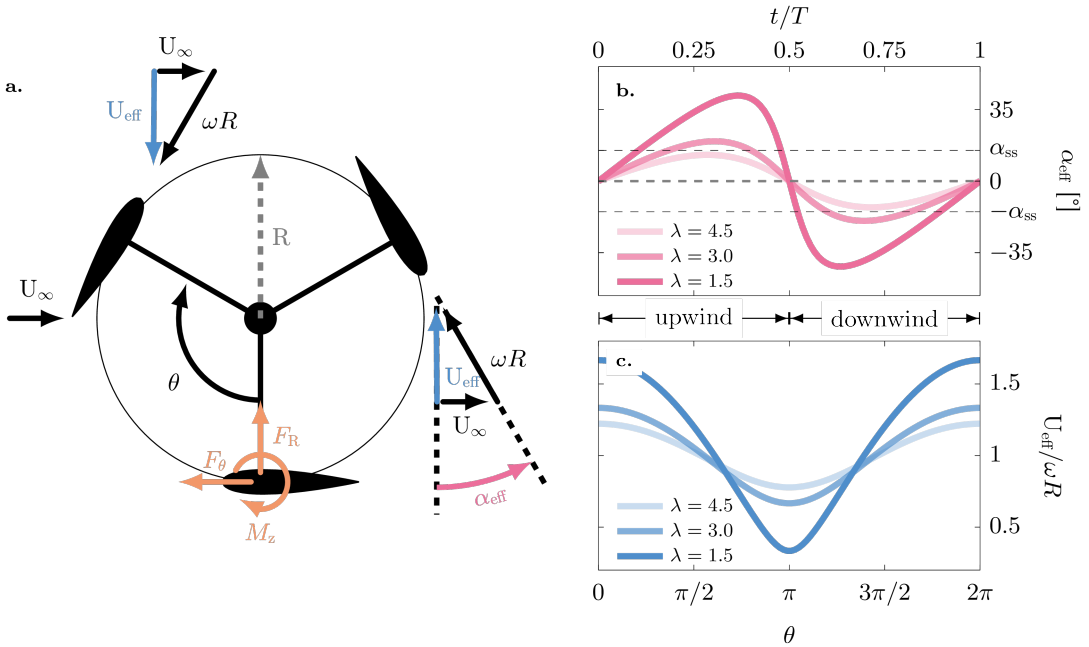 a.
U∞
Ueff
ωR
R
U∞
θ
ωR
Ueff
U∞
FR
Fθ
αeff
Mz
t/T
0 0.25 0.5 0.75 1
b.
35
αss
0
−αss
−35
αeff [°]
λ = 4.5
λ = 3.0
λ = 1.5
upwind downwind
c.
1.5
1
0.5
Ueff/ωR
λ = 4.5
λ = 3.0
λ = 1.5
0 π/2 π 3π/2 2π
θ